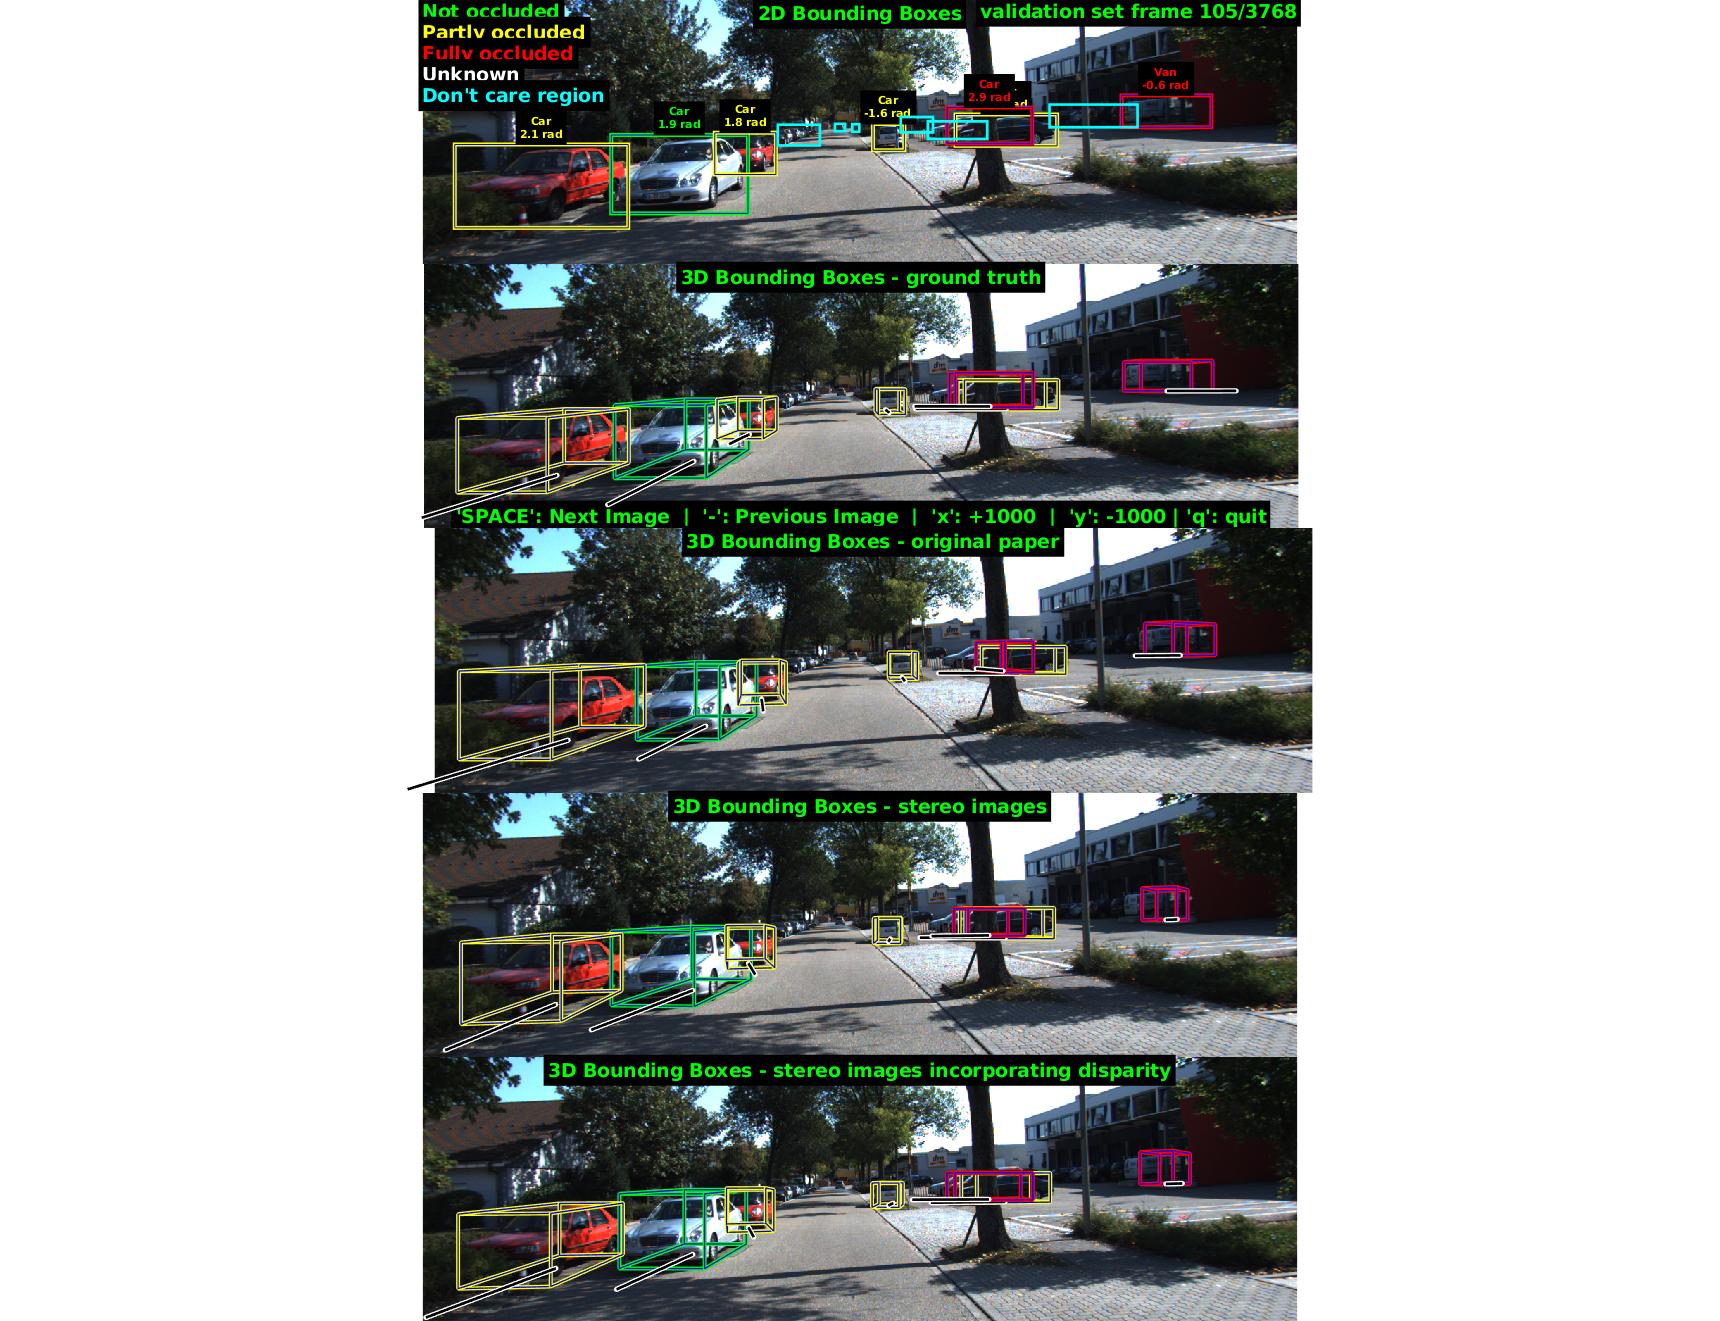 Not occluded
Partly occluded
Fully occluded
Unknown
Don't care region
2D Bounding Boxes
validation set frame 105/3768
Car
2.1 rad
Car
1.9 rad
Car
1.8 rad
Car
-1.6 rad
Car
2.9 rad
Van
-0.6 rad
3D Bounding Boxes - ground truth
'SPACE': Next Image | '-': Previous Image | 'x': +1000 | 'y': -1000 | 'q': quit
3D Bounding Boxes - original paper
3D Bounding Boxes - stereo images
3D Bounding Boxes - stereo images incorporating disparity